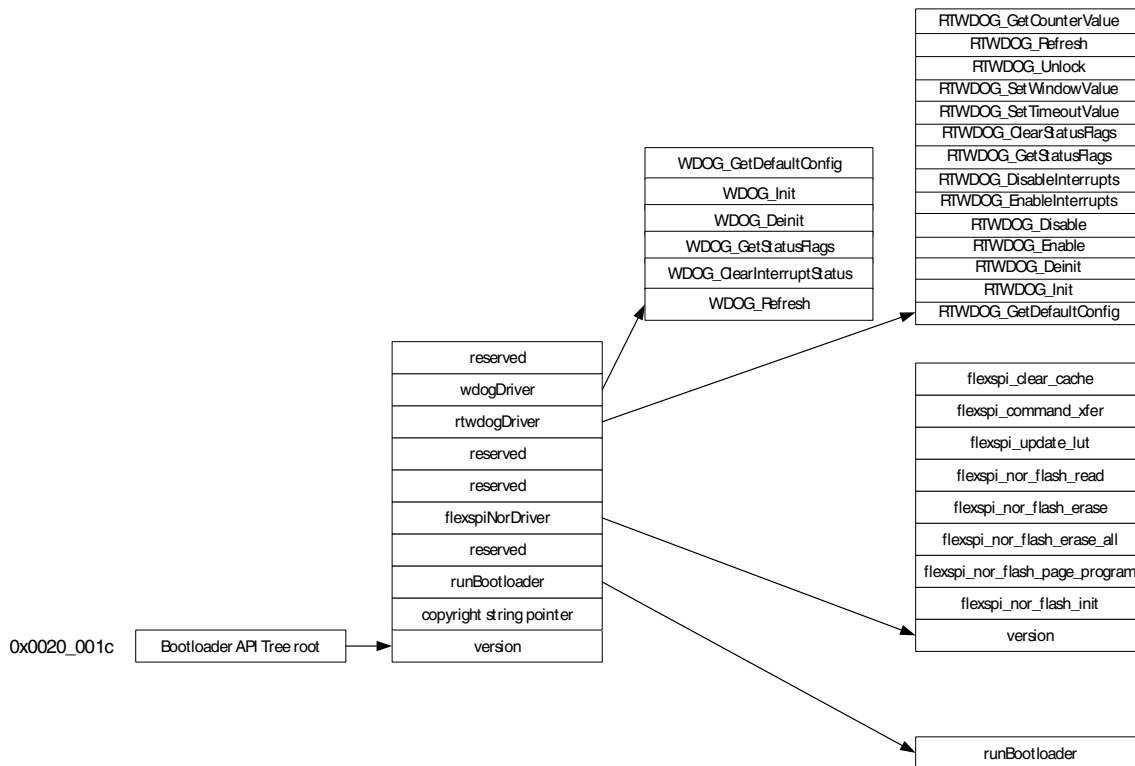 RTWDOG_GetCounterValue
RTWDOG_Refresh
RTWDOG_Unlock
RTWDOG_SetWindowValue
RTWDOG_SetTimeoutValue
RTWDOG_ClearStatusFlags
RTWDOG_GetStatusFlags
RTWDOG_DisableInterrupts
RTWDOG_EnableInterrupts
RTWDOG_Disable
RTWDOG_Enable
RTWDOG_Deinit
RTWDOG_Init
RTWDOG_GetDefaultConfig
WDOG_GetDefaultConfig
WDOG_Init
WDOG_Deinit
WDOG_GetStatusFlags
WDOG_ClearInterruptStatus
WDOG_Refresh
reserved
wdogDriver
rtwdogDriver
reserved
reserved
flexspiNorDriver
reserved
runBootloader
copyright string pointer
version
0x0020_001c
Bootloader API Tree root
flexspi_clear_cache
flexspi_command_xfer
flexspi_update_lut
flexspi_nor_flash_read
flexspi_nor_flash_erase
flexspi_nor_flash_erase_all
flexspi_nor_flash_page_program
flexspi_nor_flash_init
version
runBootloader